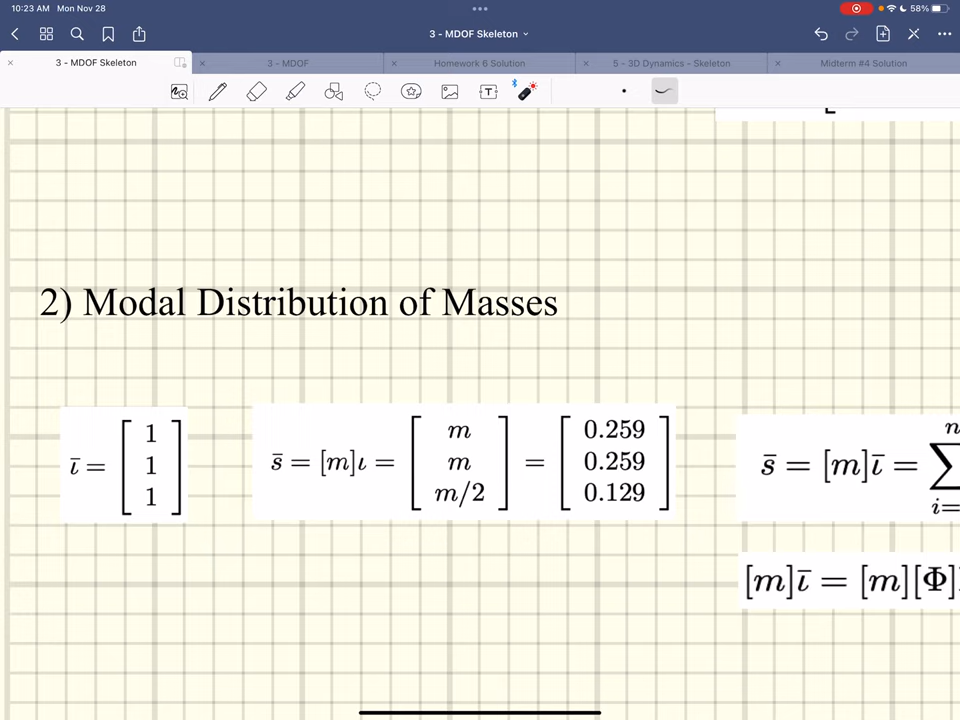 10:23 AM Mon Nov 28
58%
3 - MDOF Skeleton
3 - MDOF Skeleton
3 - MDOF
Homework 6 Solution
5 - 3D Dynamics - Skeleton
Midterm #4 Solution
2) Modal Distribution of Masses
ῑ = [ 1
1
1 ]
s̄ = [m]ι = [ m
m
m/2 ] = [ 0.259
0.259
0.129 ]
s̄ = [m]ῑ = n∑i=
[m]ῑ = [m][Φ]